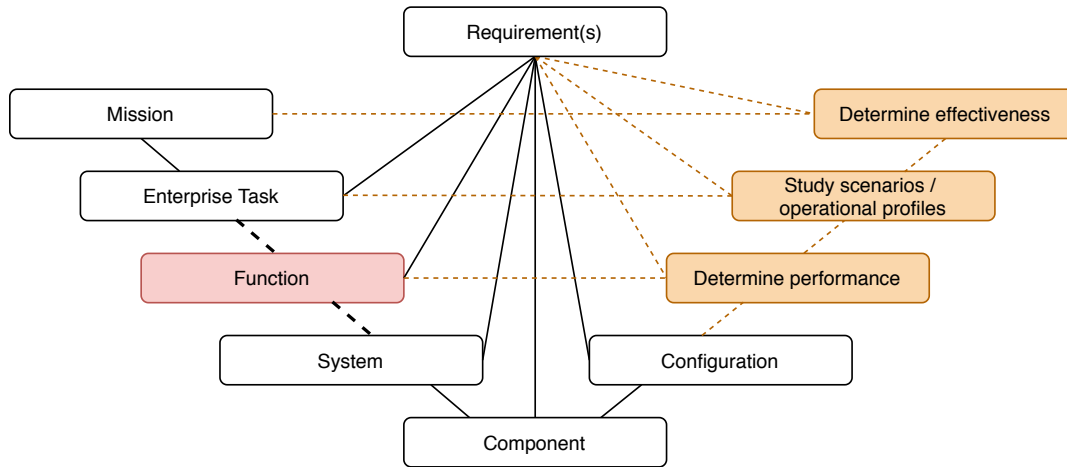 Requirement(s)
Mission
Determine effectiveness
Enterprise Task
Study scenarios /
operational profiles
Function
Determine performance
System
Configuration
Component